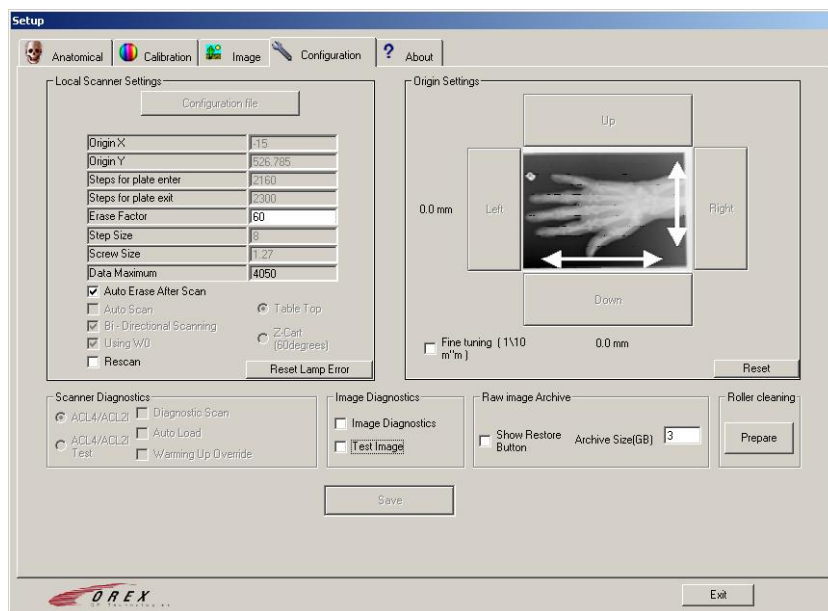 Setup
Anatomical
Calibration
Image
Configuration
?
About
Local Scanner Settings
Configuration file
Origin X -15
Origin Y 526.785
Steps for plate enter 2160
Steps for plate exit 2300
Erase Factor 60
Step Size 8
Screw Size 1.27
Data Maximum 4050
Auto Erase After Scan
Auto Scan
Bi - Directional Scanning
Using W0
Rescan
Table Top
Z-Cart
(60degrees)
Reset Lamp Error
Origin Settings
Up
0.0 mm
Left
Right
Down
Fine tuning ( 1\10
m"m )
0.0 mm
Reset
Scanner Diagnostics
ACL4/ACL2I
ACL4/ACL2I
Test
Diagnostic Scan
Auto Load
Warming Up Override
Image Diagnostics
Image Diagnostics
Test Image
Raw image Archive
Show Restore
Button
Archive Size(GB) 3
Roller cleaning
Prepare
Save
OREX
Exit